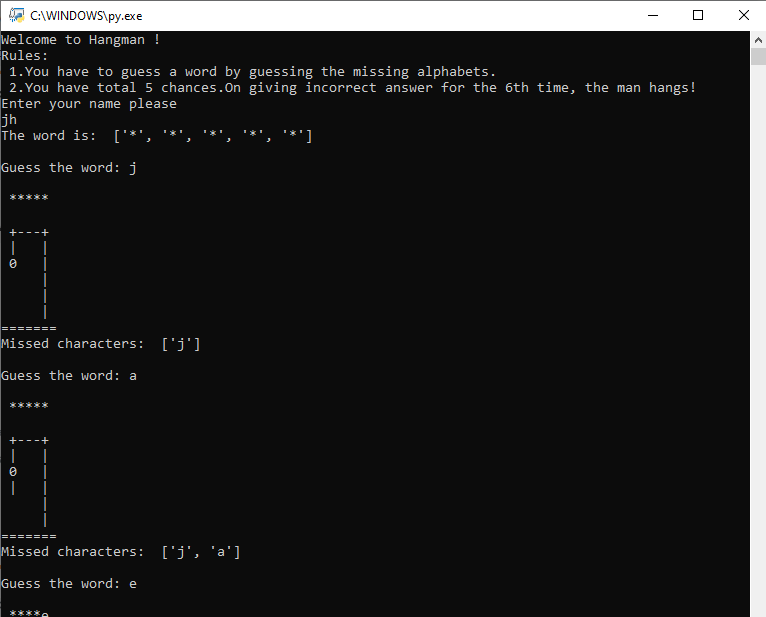 C:\WINDOWS\py.exe
Welcome to Hangman !
Rules:
 1.You have to guess a word by guessing the missing alphabets.
 2.You have total 5 chances.On giving incorrect answer for the 6th time, the man hangs!
Enter your name please
jh
The word is:  ['*', '*', '*', '*', '*']
Guess the word: j
 *****
 +---+
 |   |
 0   |
     |
     |
     |
=======
Missed characters:  ['j']
Guess the word: a
 *****
 +---+
 |   |
 0   |
 |   |
     |
     |
=======
Missed characters:  ['j', 'a']
Guess the word: e
 ****e